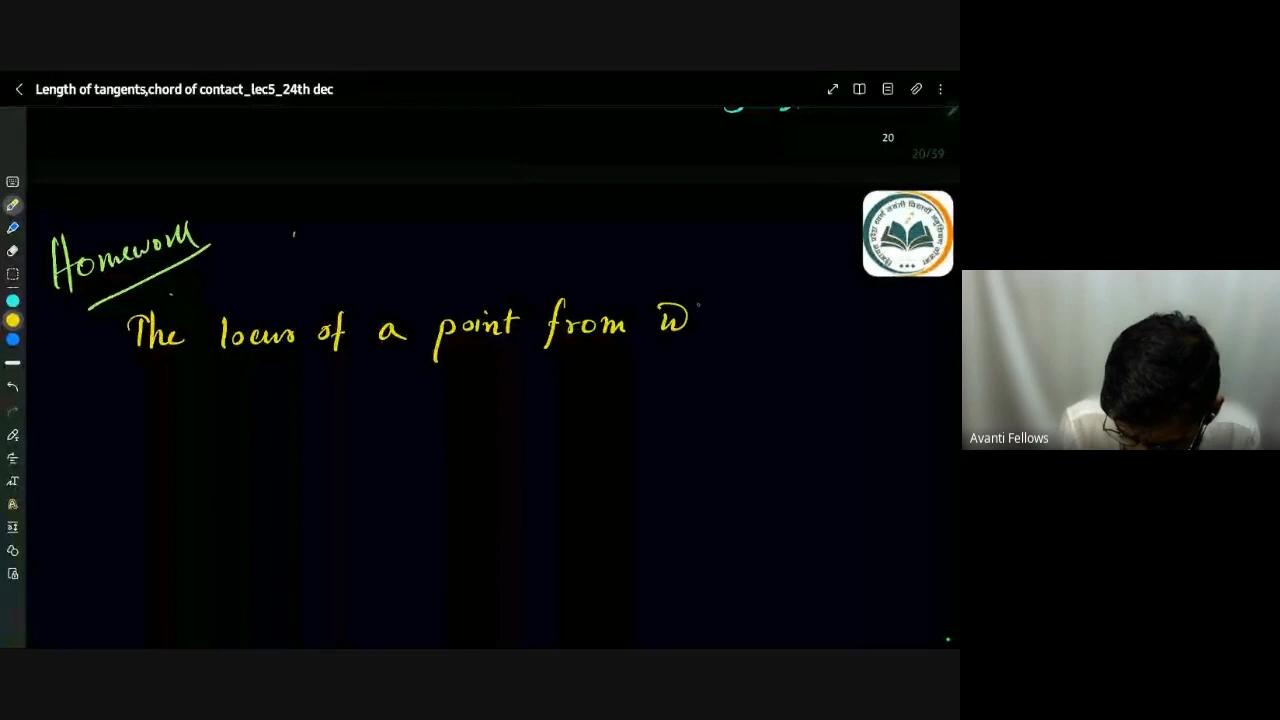 Length of tangents,chord of contact_lec5_24th dec
20
20/59
Homework
The locus of a point from
Avanti Fellows